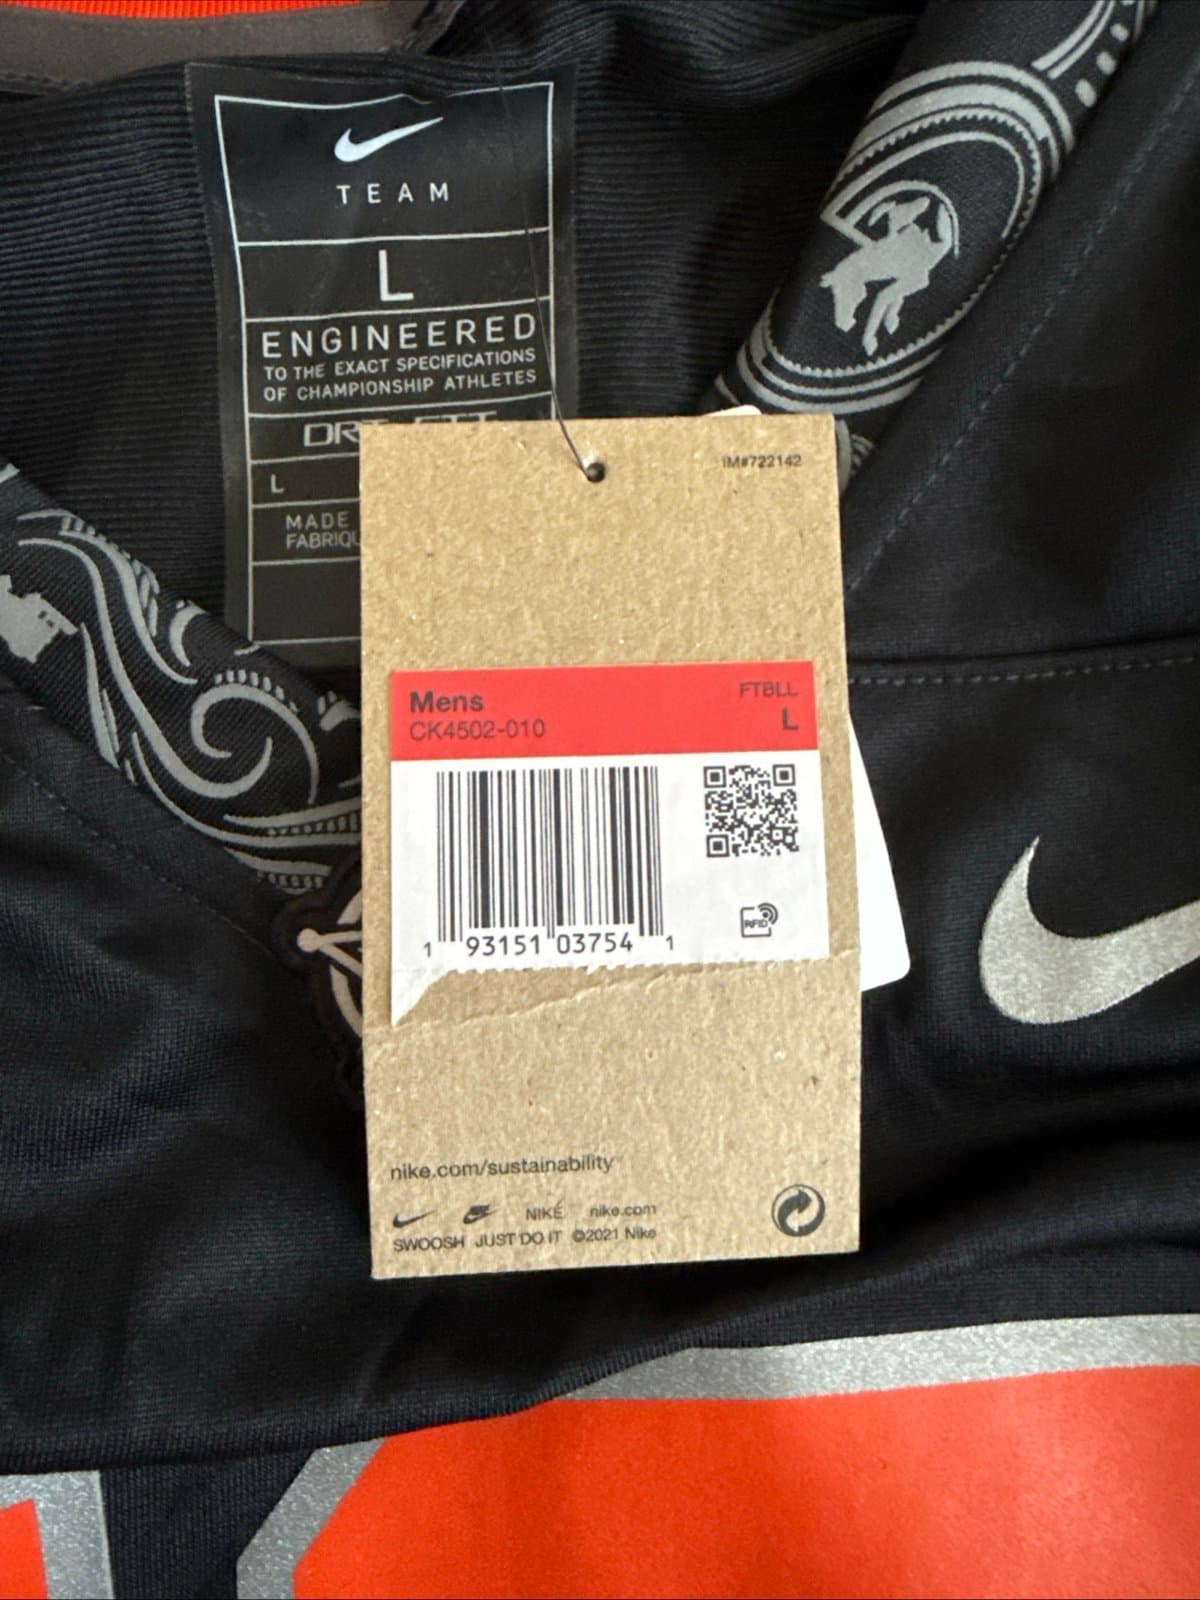 TEAM
L
ENGINEERED
TO THE EXACT SPECIFICATIONS
OF CHAMPIONSHIP ATHLETES
L
MADE
IM#722142
Mens
FTBLL
CK4502-010
L
RFID
1 93151 03754 1
nike.com/sustainability
NIKE nike.com
SWOOSH JUST DO IT ©2021 Nike